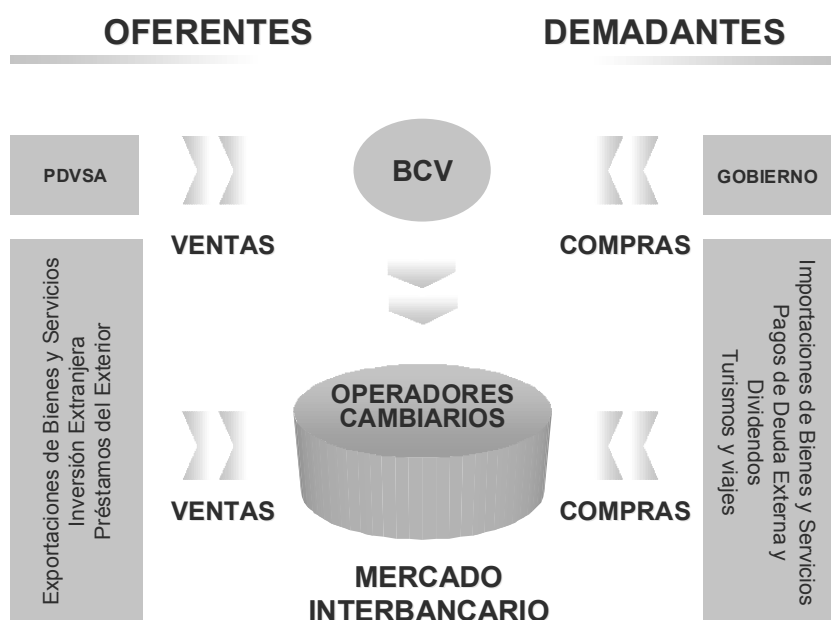 OFERENTES
DEMADANTES
PDVSA
BCV
GOBIERNO
VENTAS
COMPRAS
Exportaciones de Bienes y Servicios
Inversión Extranjera
Préstamos del Exterior
OPERADORES
CAMBIARIOS
Importaciones de Bienes y Servicios
Pagos de Deuda Externa y
Dividendos
Turismos y viajes
VENTAS
COMPRAS
MERCADO
INTERBANCARIO